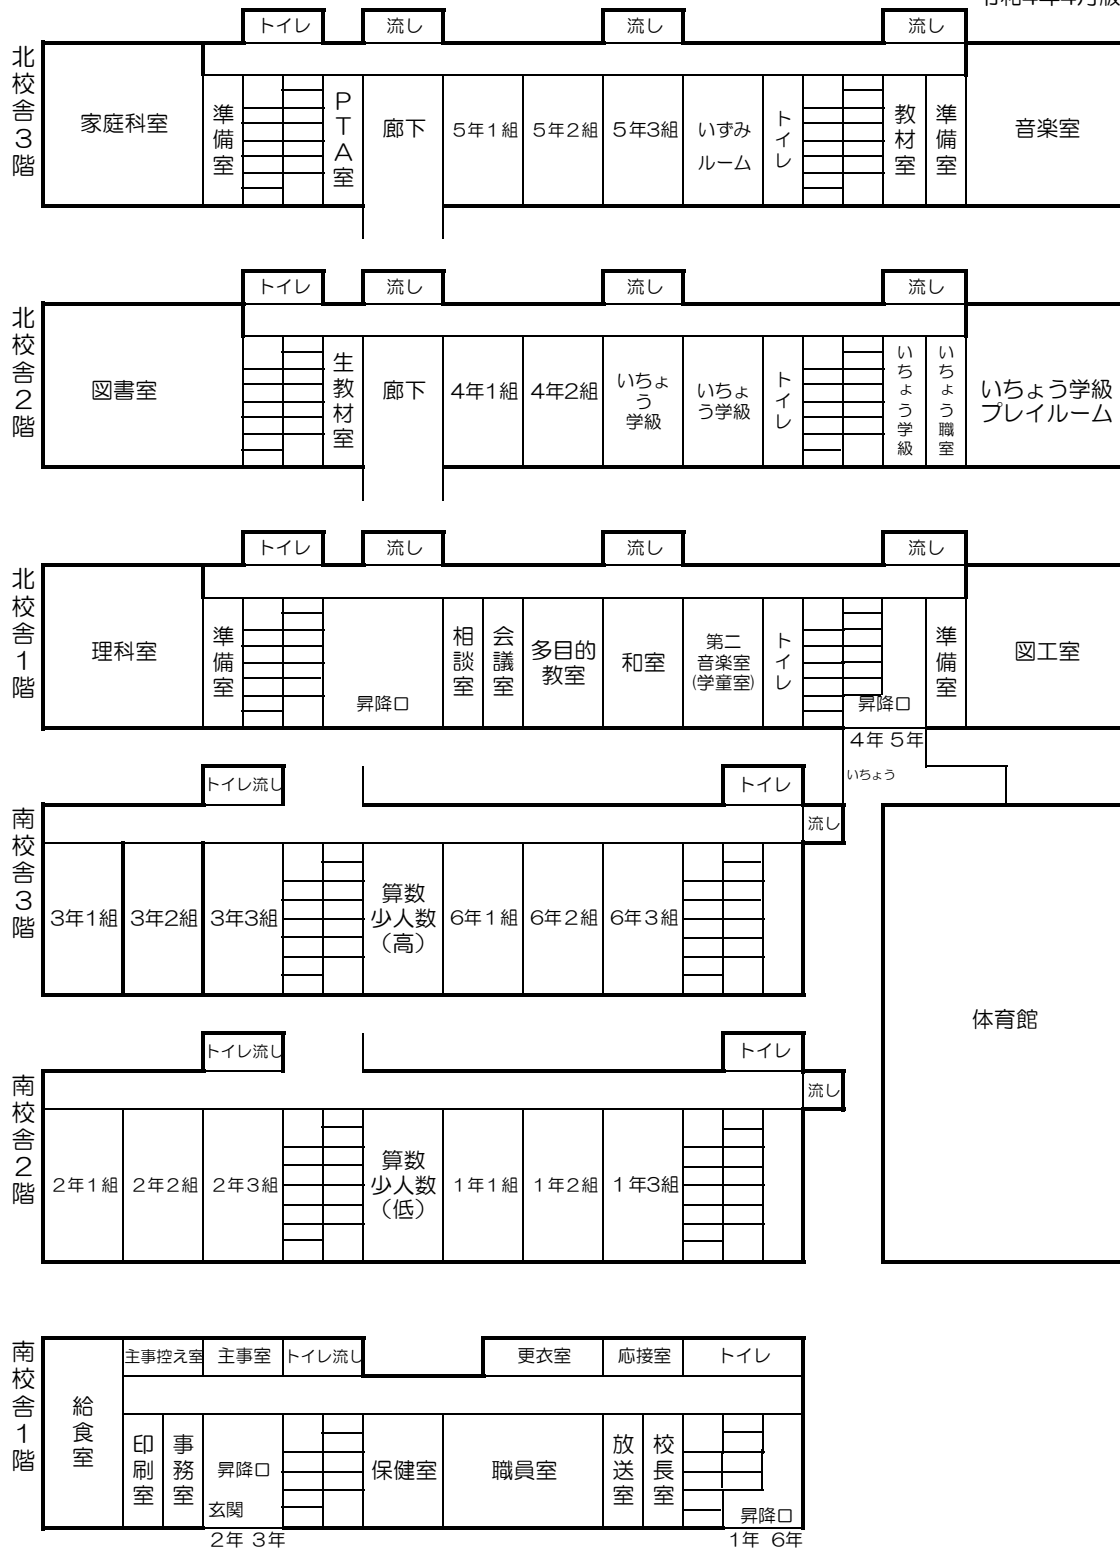 令和4年4月版
北校舎3階
トイレ 流し 流し 流し
家庭科室 準備室 PTA室 廊下 5年1組 5年2組 5年3組 いずみ
ルーム トイレ 教材室 準備室 音楽室
北校舎2階
トイレ 流し 流し 流し
図書室 生教材室 廊下 4年1組 4年2組 いちょ
う
学級 いちょ
う学級 トイレ いちょう学級 いちょう職室 いちょう学級
プレイルーム
北校舎1階
トイレ 流し 流し 流し
理科室 準備室 昇降口 相談室 会議室 多目的
教室 和室 第二
音楽室
(学童室) トイレ 昇降口 準備室 図工室
4年 5年
いちょう
南校舎3階
トイレ流し トイレ
流し
3年1組 3年2組 3年3組 算数
少人数
(高) 6年1組 6年2組 6年3組
体育館
南校舎2階
トイレ流し トイレ
流し
2年1組 2年2組 2年3組 算数
少人数
(低) 1年1組 1年2組 1年3組
南校舎1階
主事控え室 主事室 トイレ流し 更衣室 応接室 トイレ
給食室 印刷室 事務室 昇降口 保健室 職員室 放送室 校長室
玄関 昇降口
2年 3年 1年 6年